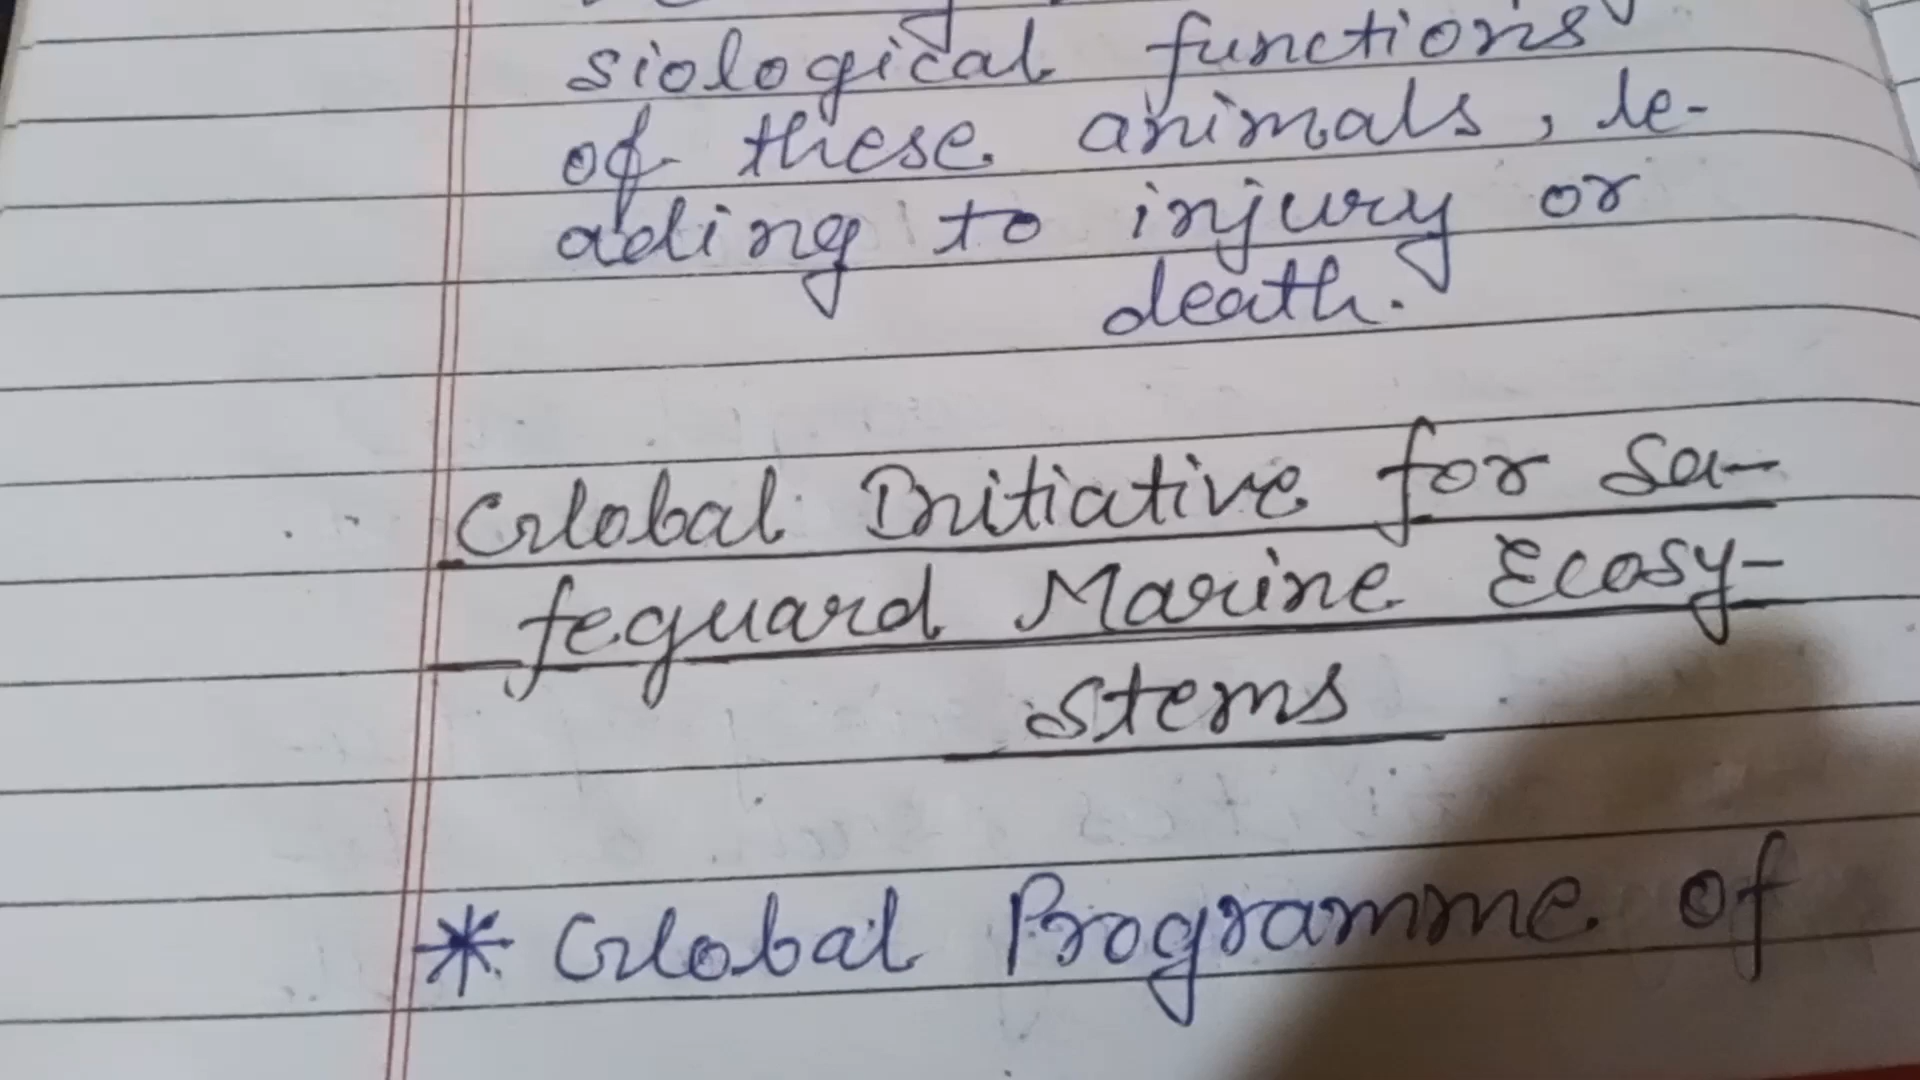 siological functions
of these animals, le-
ading to injury or
death.
Global Initiative for Sa-
feguard Marine Ecosy-
stems
* Global Programme of